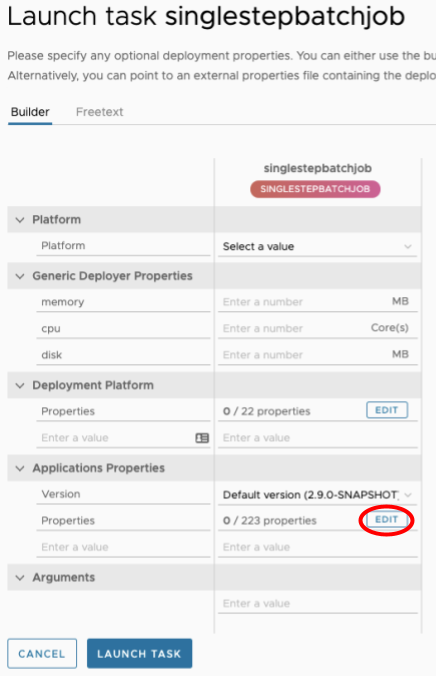 Launch task singlestepbatchjob
Please specify any optional deployment properties. You can either use the bu
Alternatively, you can point to an external properties file containing the deplo
Builder Freetext
singlestepbatchjob
SINGLESTEPBATCHJOB
Platform
Platform Select a value
Generic Deployer Properties
memory Enter a number MB
cpu Enter a number Core(s)
disk Enter a number MB
Deployment Platform
Properties 0 / 22 properties EDIT
Enter a value Enter a value
Applications Properties
Version Default version (2.9.0-SNAPSHOT)
Properties 0 / 223 properties EDIT
Enter a value Enter a value
Arguments
Enter a value
CANCEL LAUNCH TASK